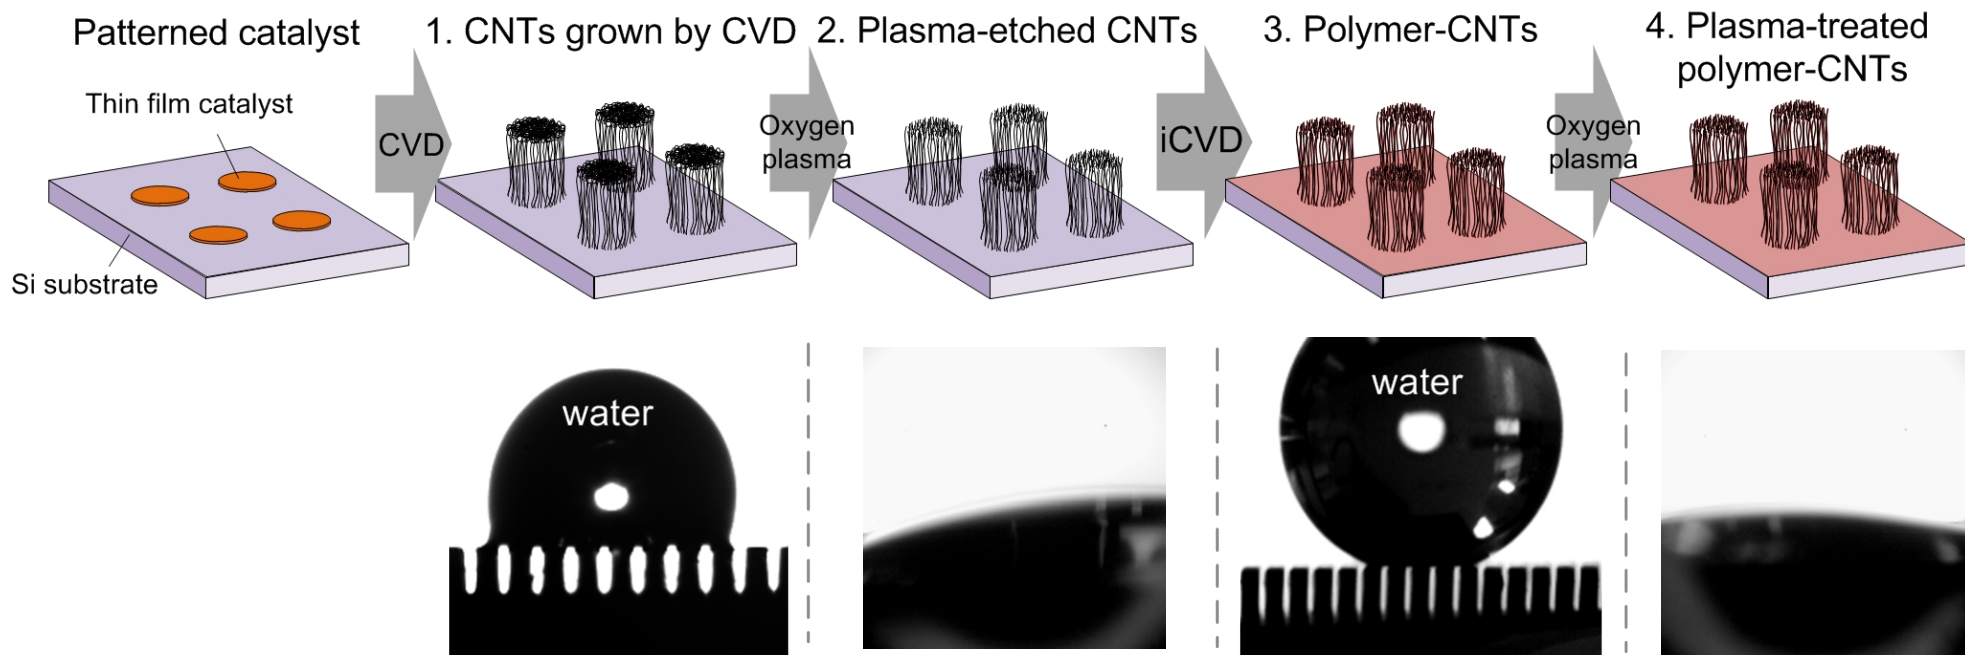 Patterned catalyst
Thin film catalyst
Si substrate
CVD
1. CNTs grown by CVD
Oxygen
plasma
2. Plasma-etched CNTs
iCVD
3. Polymer-CNTs
Oxygen
plasma
4. Plasma-treated
polymer-CNTs
water
water